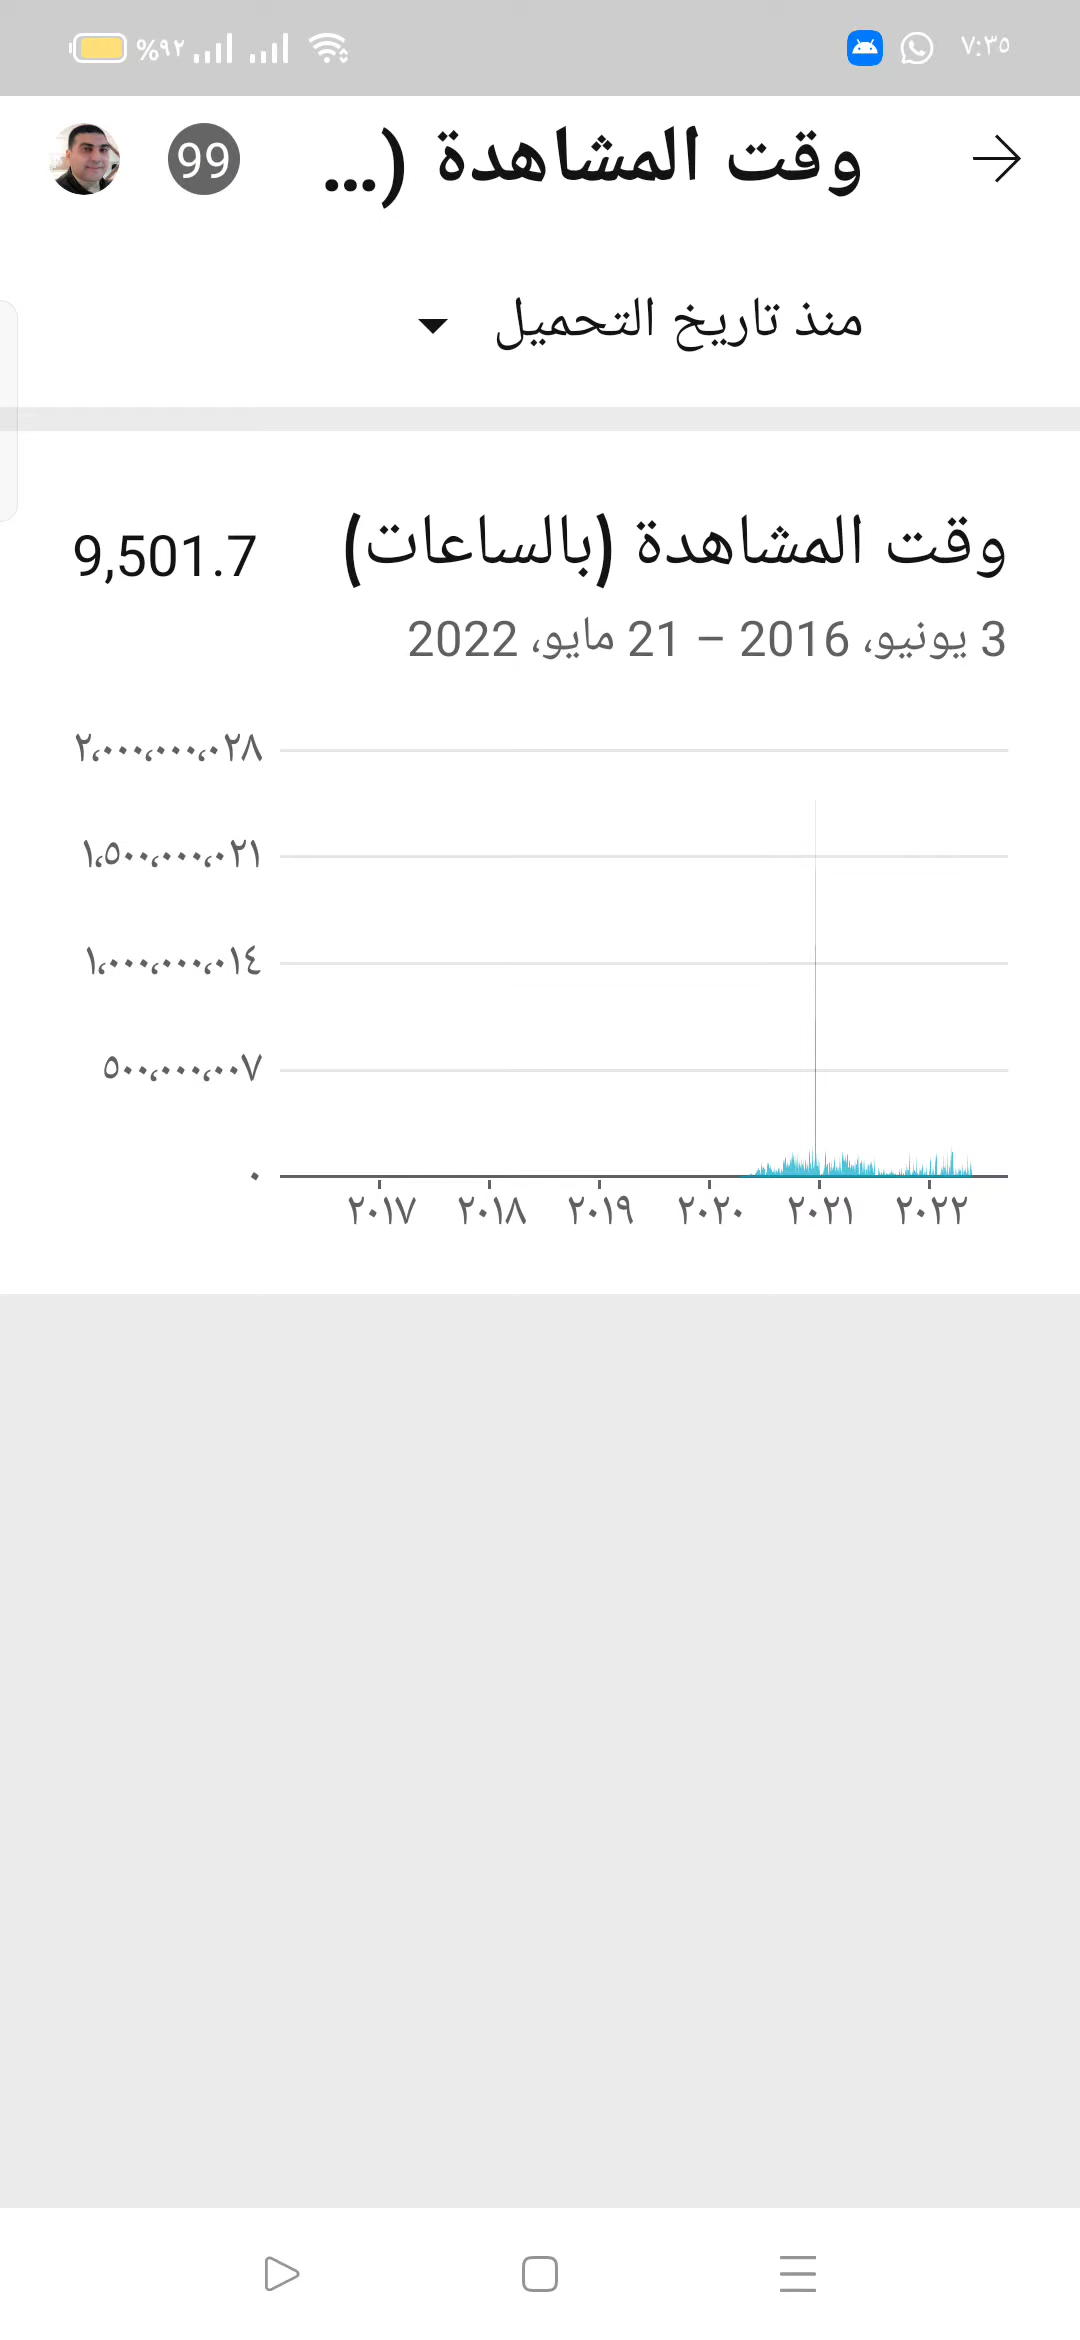 ٧:٣٥
%٩٢
وقت المشاهدة (...
99
منذ تاريخ التحميل
وقت المشاهدة (بالساعات)
9,501.7
3 يونيو، 2016 – 21 مايو، 2022
٢،٠٠٠،٠٠٠،٠٢٨
١،٥٠٠،٠٠٠،٠٢١
١،٠٠٠،٠٠٠،٠١٤
٥٠٠،٠٠٠،٠٠٧
٠
٢٠١٧ ٢٠١٨ ٢٠١٩ ٢٠٢٠ ٢٠٢١ ٢٠٢٢